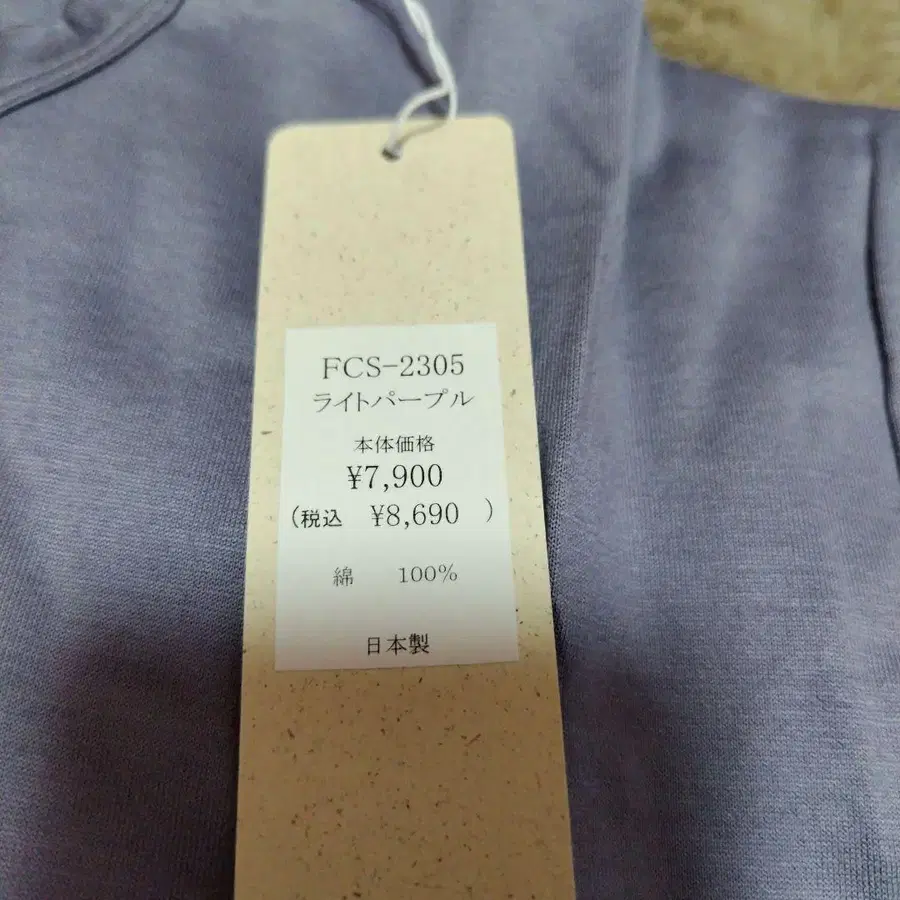 FCS-2305
ライトパープル
本体価格
¥7,900
(税込 ¥8,690 )
綿 100%
日本製